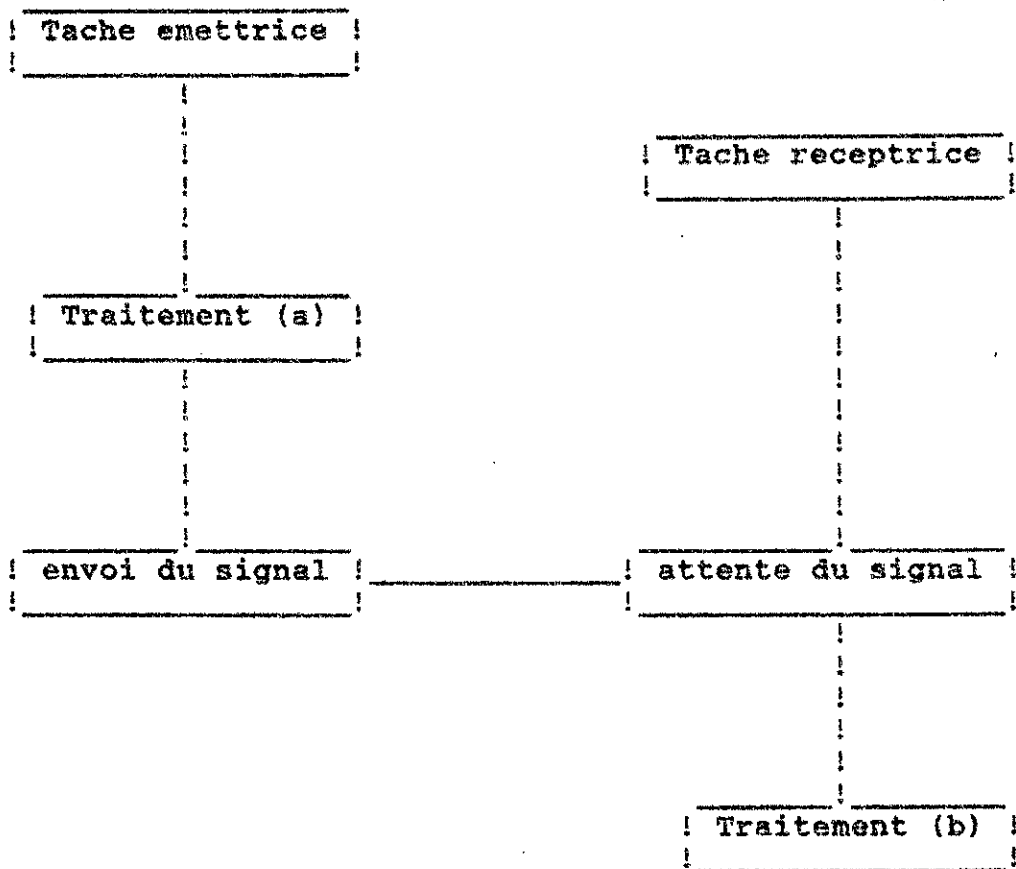 Tache emettrice
Tache receptrice
Traitement (a)
envoi du signal
attente du signal
Traitement (b)